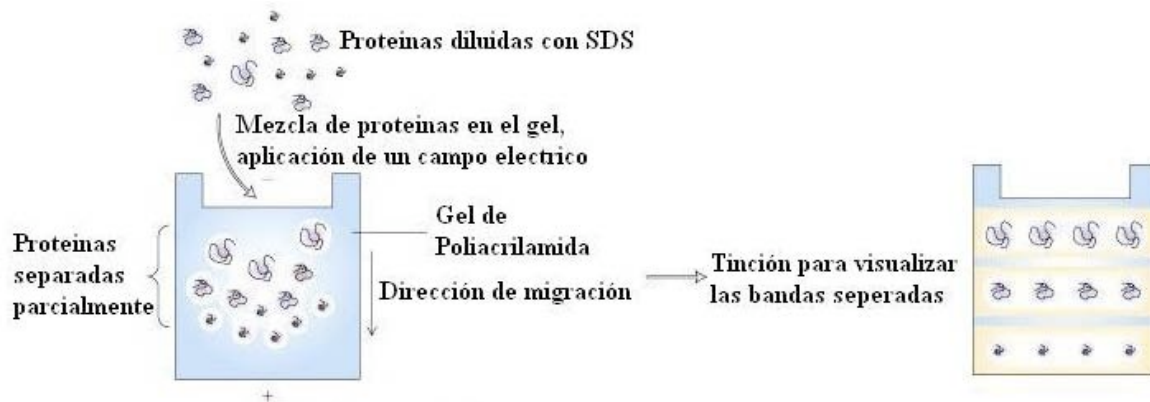 Proteinas diluidas con SDS
Mezcla de proteinas en el gel,
aplicación de un campo electrico
−
Proteinas
separadas
parcialmente
Gel de
Poliacrilamida
Dirección de migración
+
Tinción para visualizar
las bandas seperadas